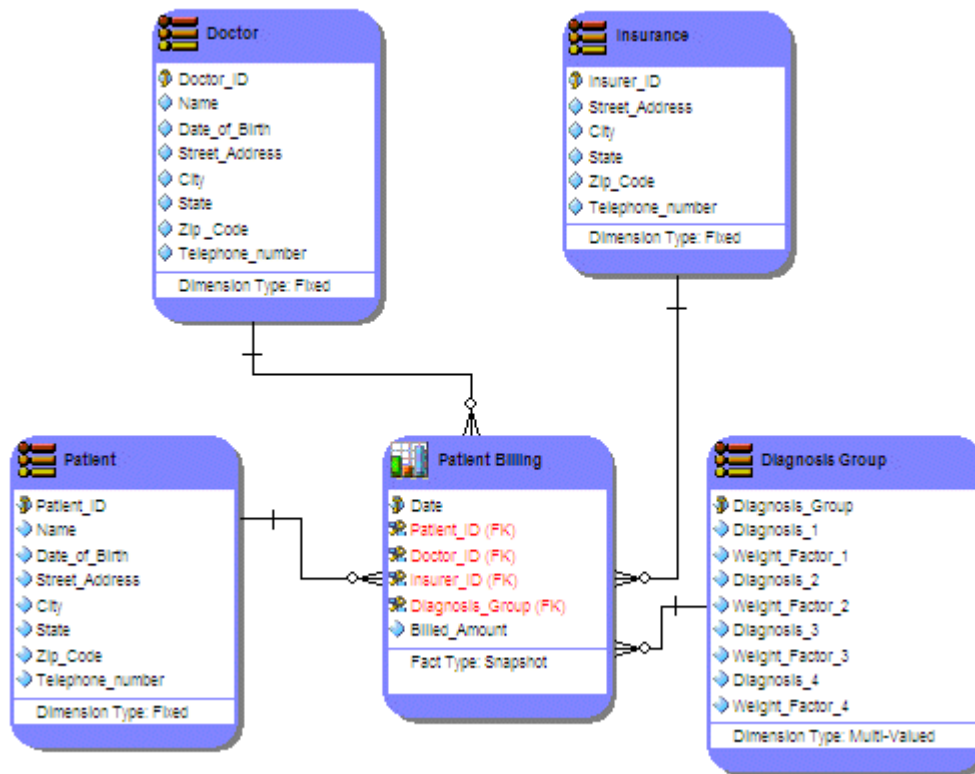 Doctor
Doctor_ID
Name
Date_of_Birth
Street_Address
City
State
Zip _Code
Telephone_number
Dimension Type: Fixed
Insurance
Insurer_ID
Street_Address
City
State
Zip_Code
Telephone_number
Dimension Type: Fixed
Patient
Patient_ID
Name
Date_of_Birth
Street_Address
City
State
Zip_Code
Telephone_number
Dimension Type: Fixed
Patient Billing
Date
Patient_ID (FK)
Doctor_ID (FK)
Insurer_ID (FK)
Diagnosis_Group (FK)
Billed_Amount
Fact Type: Snapshot
Diagnosis Group
Diagnosis_Group
Diagnosis_1
Weight_Factor_1
Diagnosis_2
Weight_Factor_2
Diagnosis_3
Weight_Factor_3
Diagnosis_4
Weight_Factor_4
Dimension Type: Multi-Valued